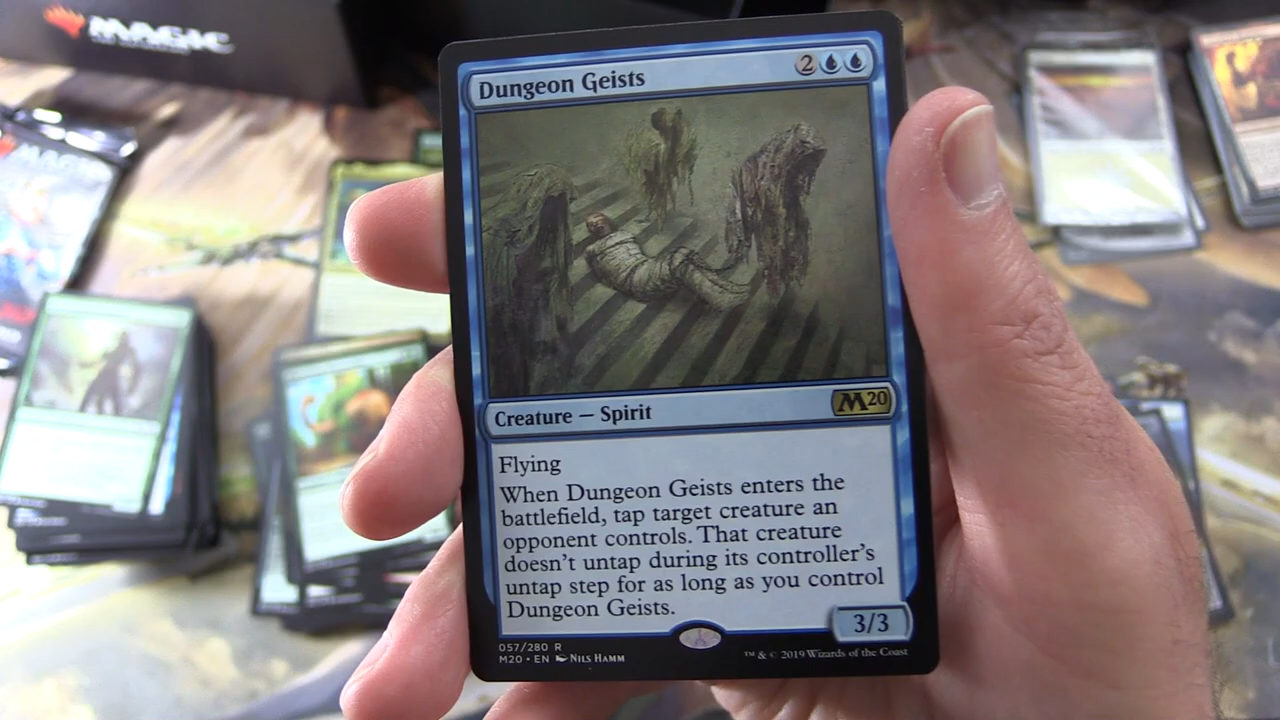 MAGIC
Dungeon Geists
2
Creature — Spirit
M20
Flying
When Dungeon Geists enters the
battlefield, tap target creature an
opponent controls. That creature
doesn't untap during its controller's
untap step for as long as you control
Dungeon Geists.
3/3
057/280 R
M20 • EN NILS HAMM
™ & © 2019 Wizards of the Coast